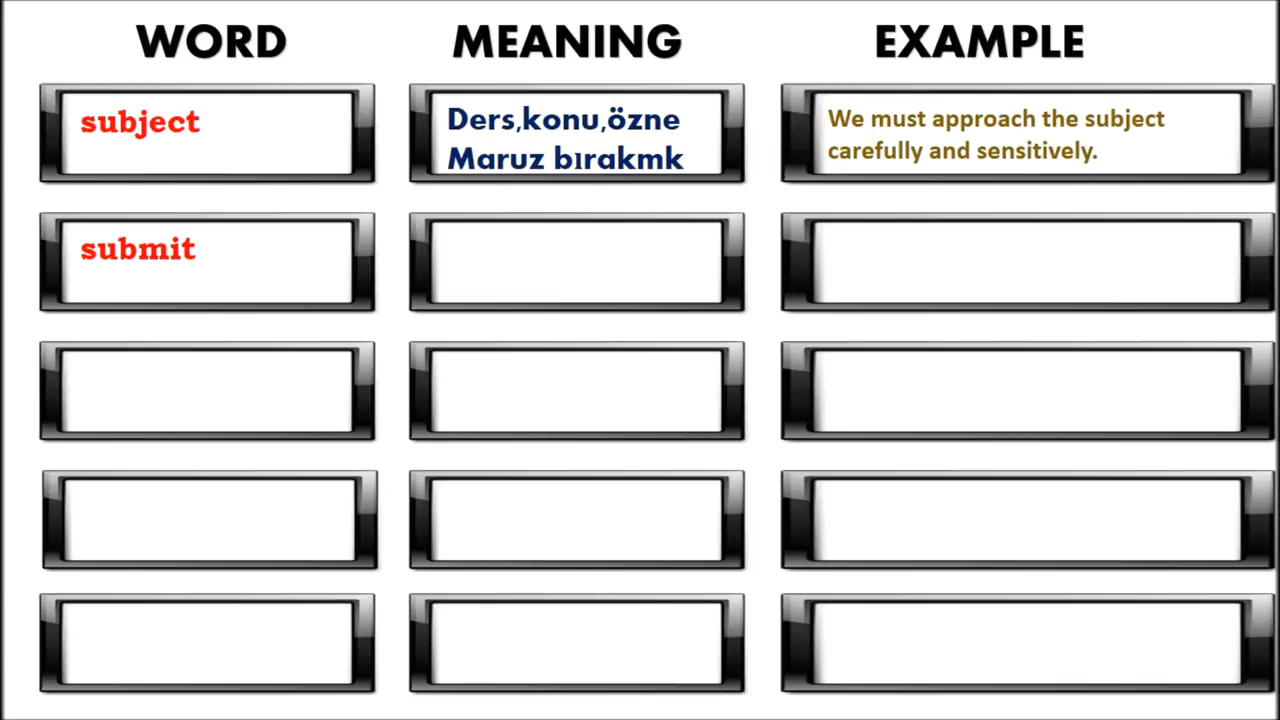 WORD MEANING EXAMPLE
subject
Ders,konu,özne
Maruz bırakmk
We must approach the subject
carefully and sensitively.
submit